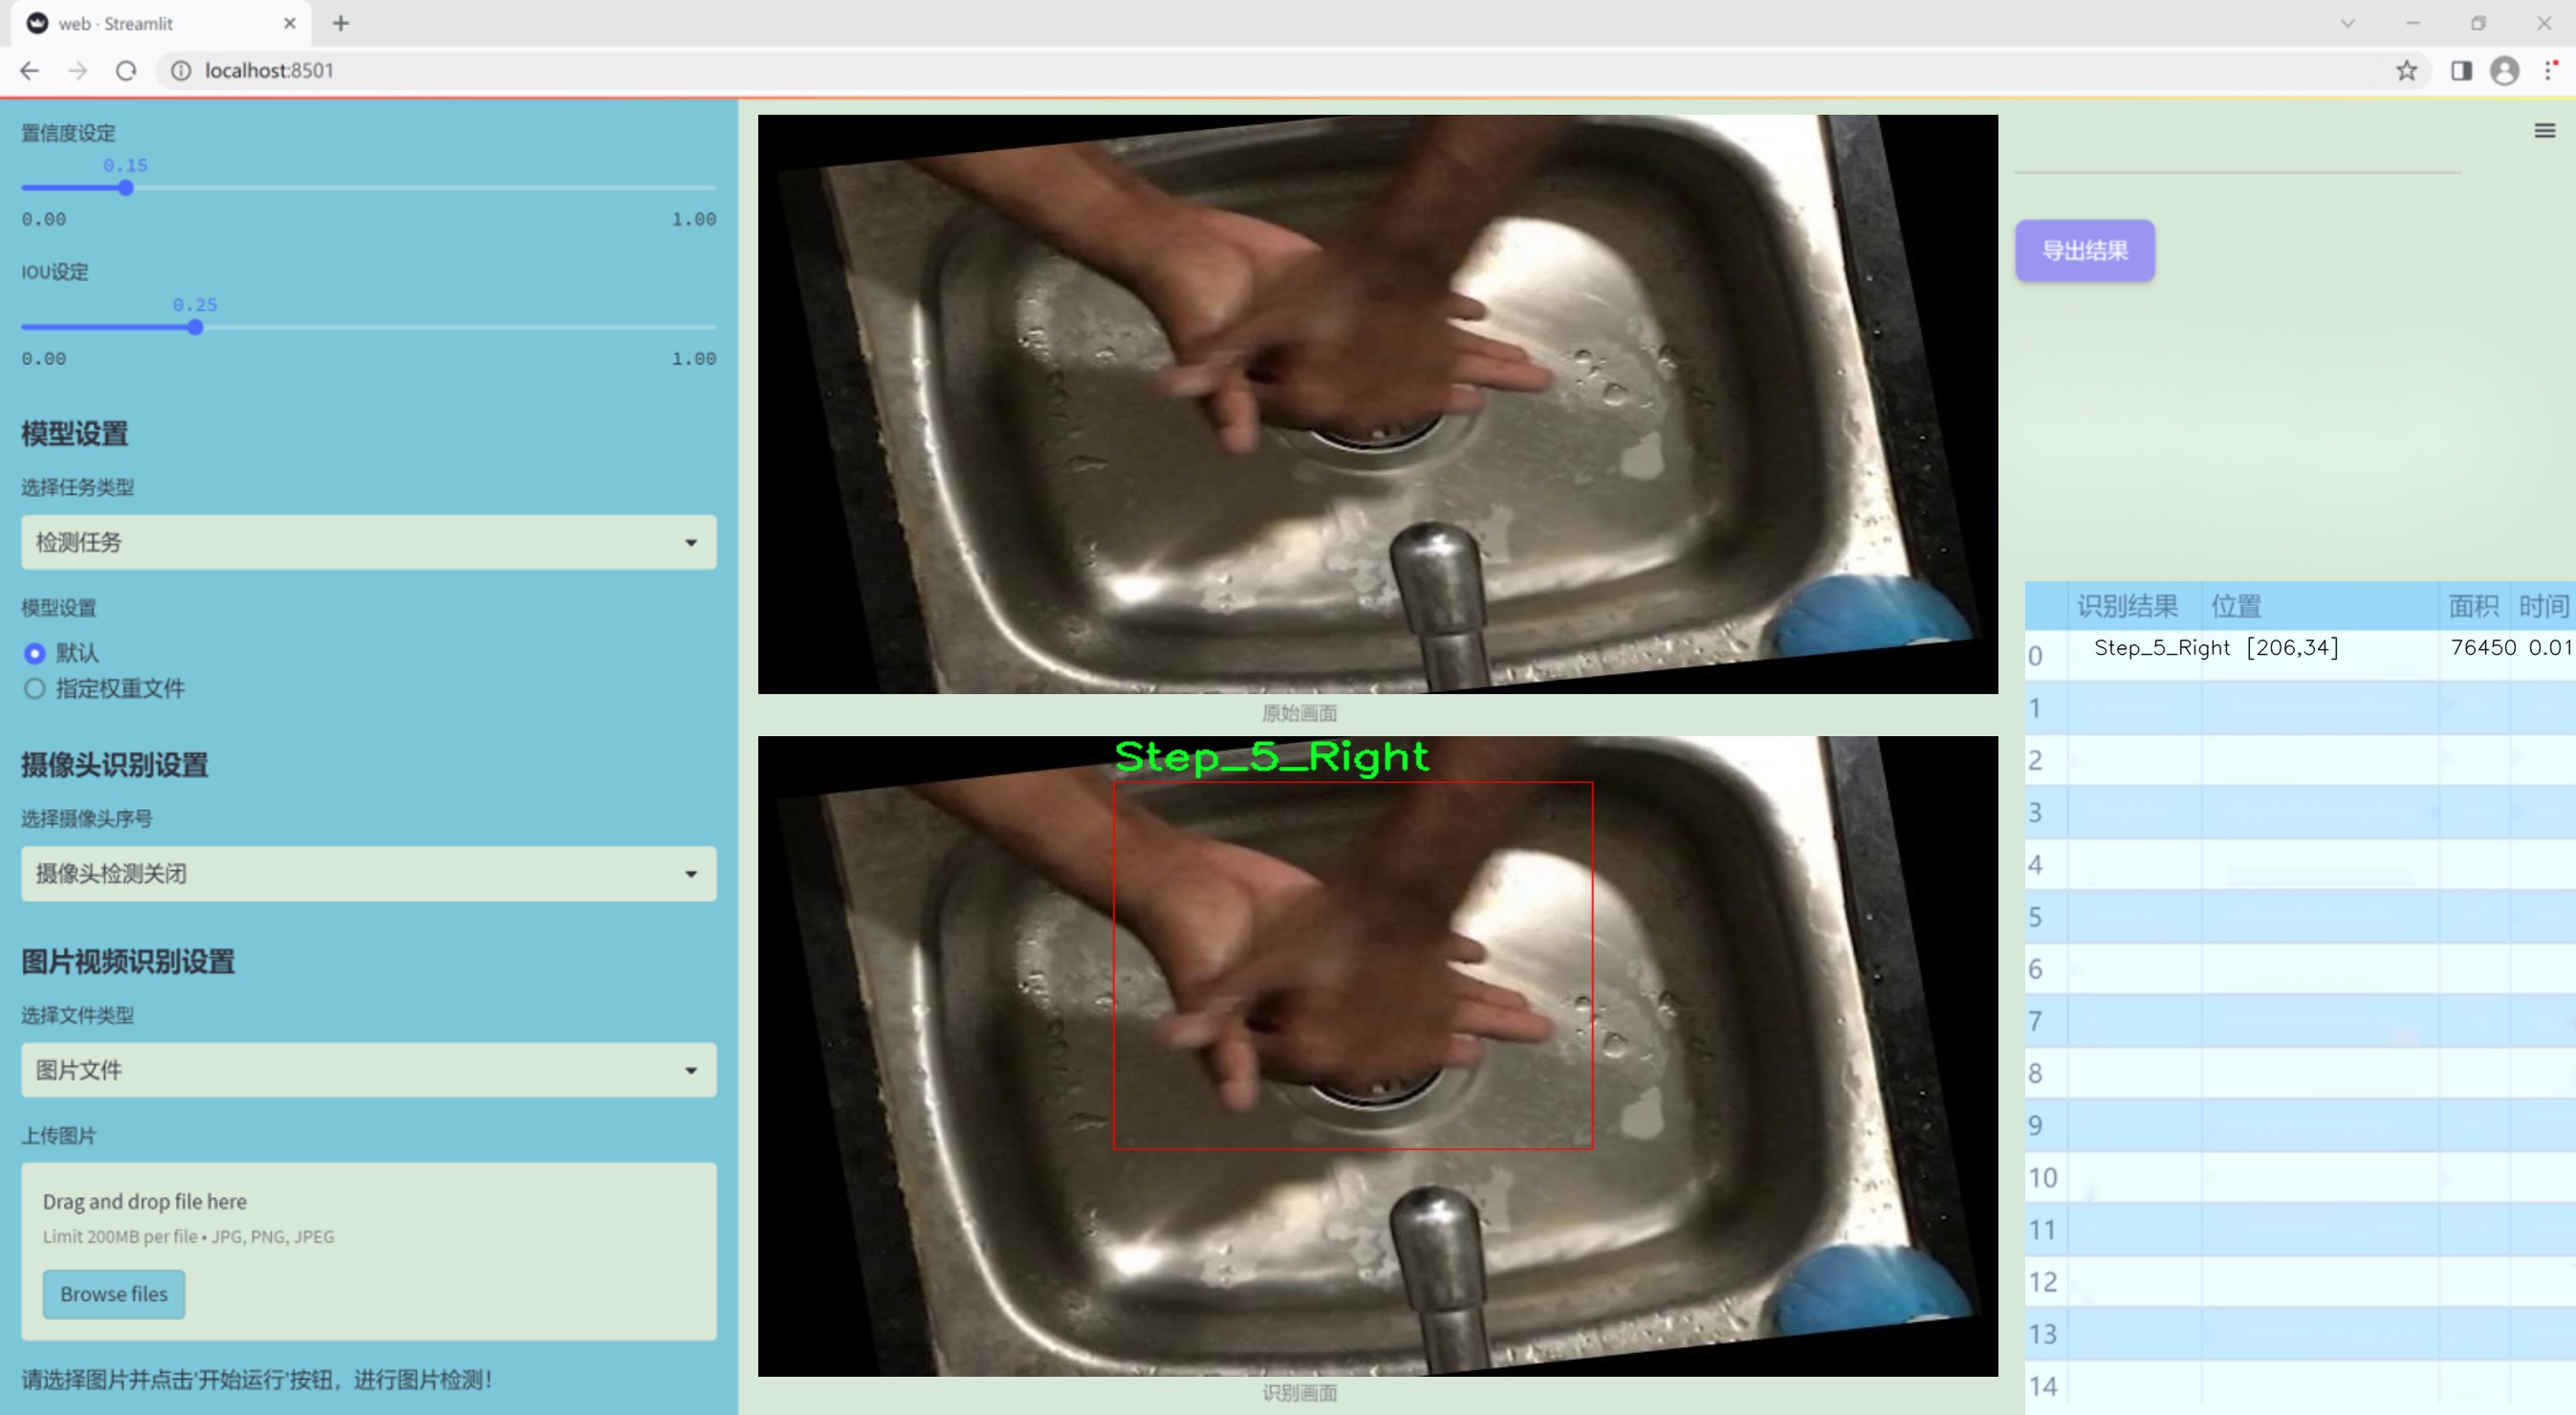 web · Streamlit
localhost:8501
置信度设定
0.15
0.00 1.00
IOU设定
0.25
0.00 1.00
模型设置
选择任务类型
检测任务
模型设置
默认
指定权重文件
摄像头识别设置
选择摄像头序号
摄像头检测关闭
图片视频识别设置
选择文件类型
图片文件
上传图片
Drag and drop file here
Limit 200MB per file • JPG, PNG, JPEG
Browse files
请选择图片并点击'开始运行'按钮，进行图片检测!
原始画面
Step_5_Right
识别画面
导出结果
识别结果 位置 面积 时间
0 Step_5_Right [206,34] 76450 0.01
1
2
3
4
5
6
7
8
9
10
11
12
13
14